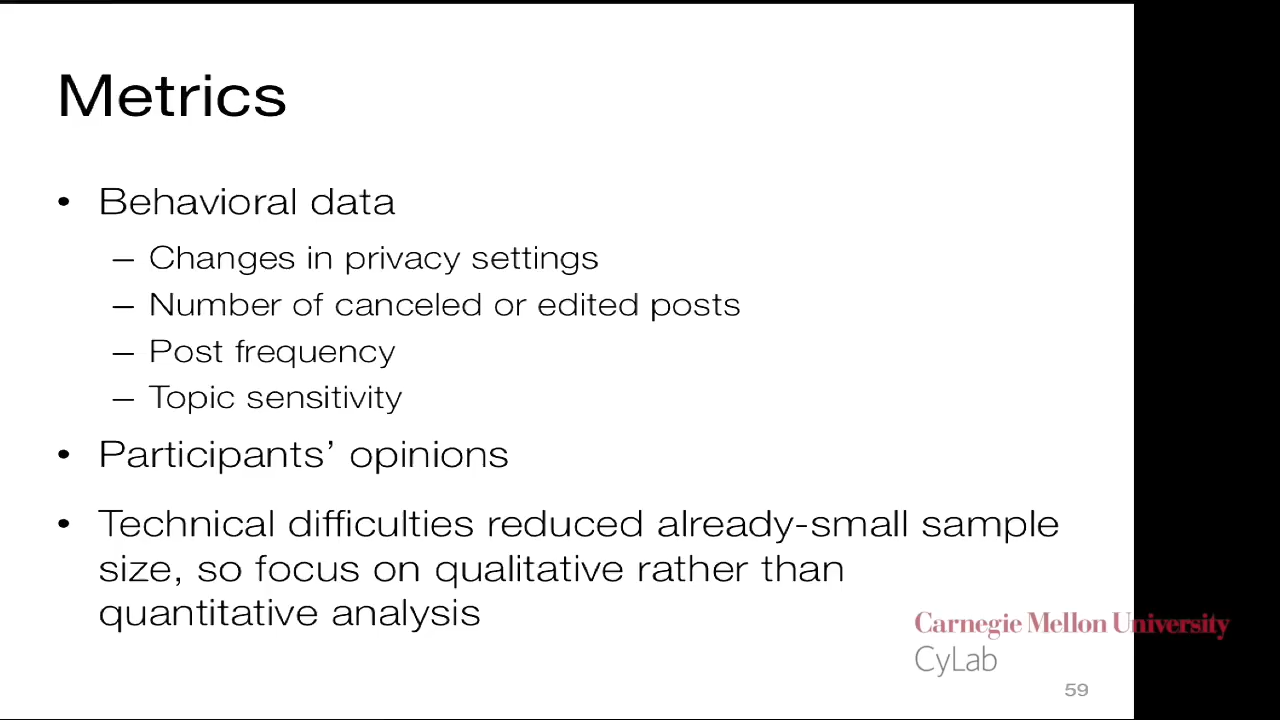 Metrics
• Behavioral data
– Changes in privacy settings
– Number of canceled or edited posts
– Post frequency
– Topic sensitivity
• Participants’ opinions
• Technical difficulties reduced already-small sample
size, so focus on qualitative rather than
quantitative analysis
Carnegie Mellon University
CyLab
59